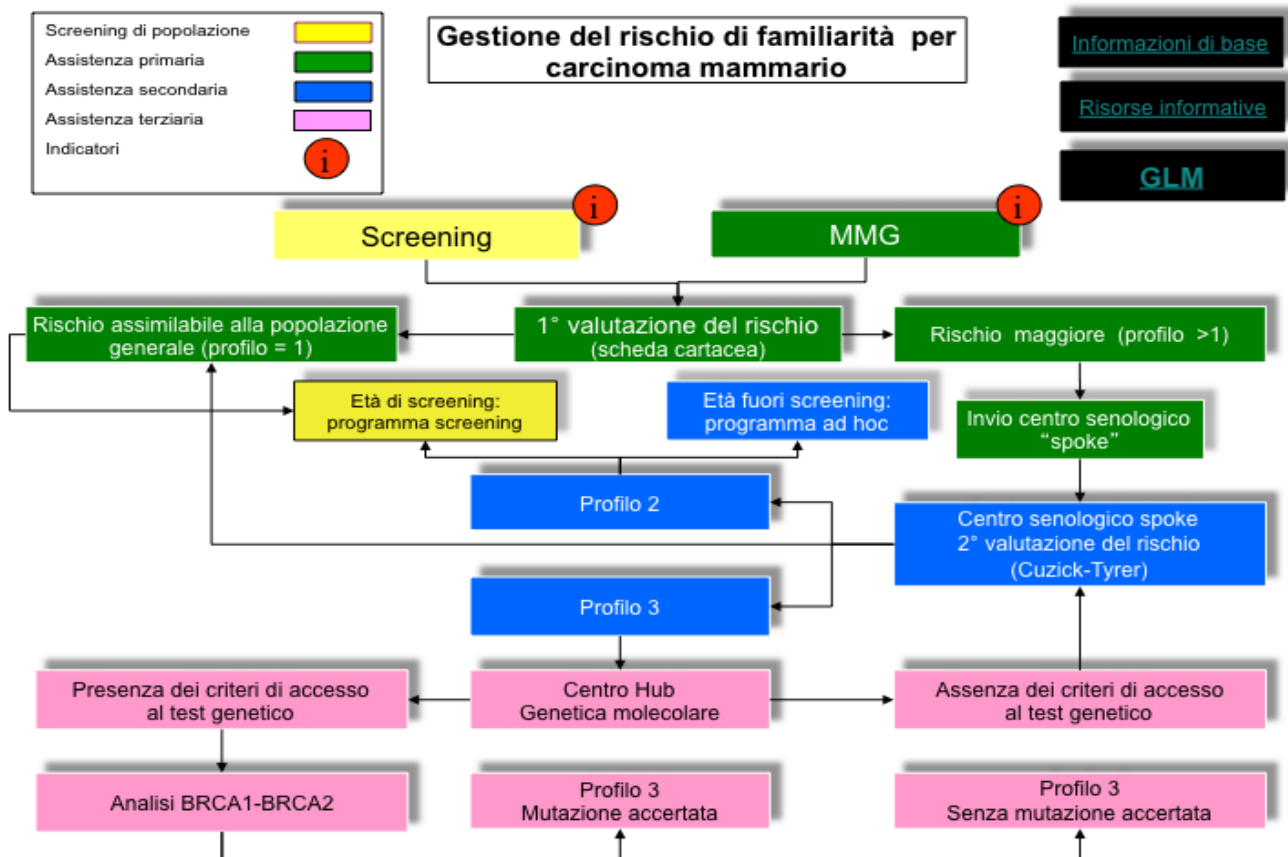 Screening di popolazione
Assistenza primaria
Assistenza secondaria
Assistenza terziaria
Indicatori
i
Gestione del rischio di familiarità per
carcinoma mammario
Informazioni di base
Risorse informative
GLM
Screening
i
MMG
i
Rischio assimilabile alla popolazione
generale (profilo = 1)
1° valutazione del rischio
(scheda cartacea)
Rischio maggiore (profilo >1)
Età di screening:
programma screening
Età fuori screening:
programma ad hoc
Invio centro senologico
“spoke”
Profilo 2
Centro senologico spoke
2° valutazione del rischio
(Cuzick-Tyrer)
Profilo 3
Presenza dei criteri di accesso
al test genetico
Centro Hub
Genetica molecolare
Assenza dei criteri di accesso
al test genetico
Analisi BRCA1-BRCA2
Profilo 3
Mutazione accertata
Profilo 3
Senza mutazione accertata